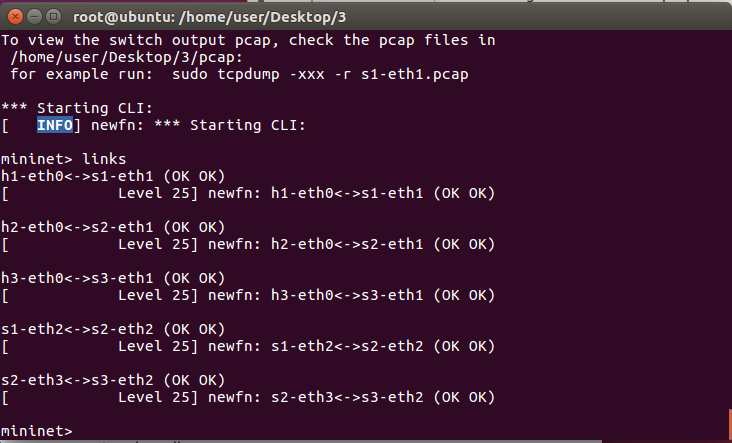 root@ubuntu: /home/user/Desktop/3
To view the switch output pcap, check the pcap files in
 /home/user/Desktop/3/pcap:
 for example run:  sudo tcpdump -xxx -r s1-eth1.pcap
*** Starting CLI:
[   INFO] newfn: *** Starting CLI:
mininet> links
h1-eth0<->s1-eth1 (OK OK)
[            Level 25] newfn: h1-eth0<->s1-eth1 (OK OK)
h2-eth0<->s2-eth1 (OK OK)
[            Level 25] newfn: h2-eth0<->s2-eth1 (OK OK)
h3-eth0<->s3-eth1 (OK OK)
[            Level 25] newfn: h3-eth0<->s3-eth1 (OK OK)
s1-eth2<->s2-eth2 (OK OK)
[            Level 25] newfn: s1-eth2<->s2-eth2 (OK OK)
s2-eth3<->s3-eth2 (OK OK)
[            Level 25] newfn: s2-eth3<->s3-eth2 (OK OK)
mininet>